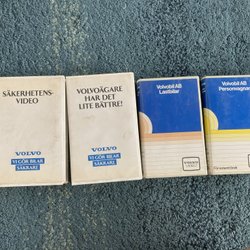 SÄKERHETENS-
VIDEO
VOLVO
VI GÖR BILAR
SÄKRARE
VOLVOÄGARE
HAR DET
LITE BÄTTRE!
VOLVO
VI GÖR BILAR
SÄKRARE
Volvobil AB
Lastbilar
VOLVO
Volvobil AB
Personvagnar